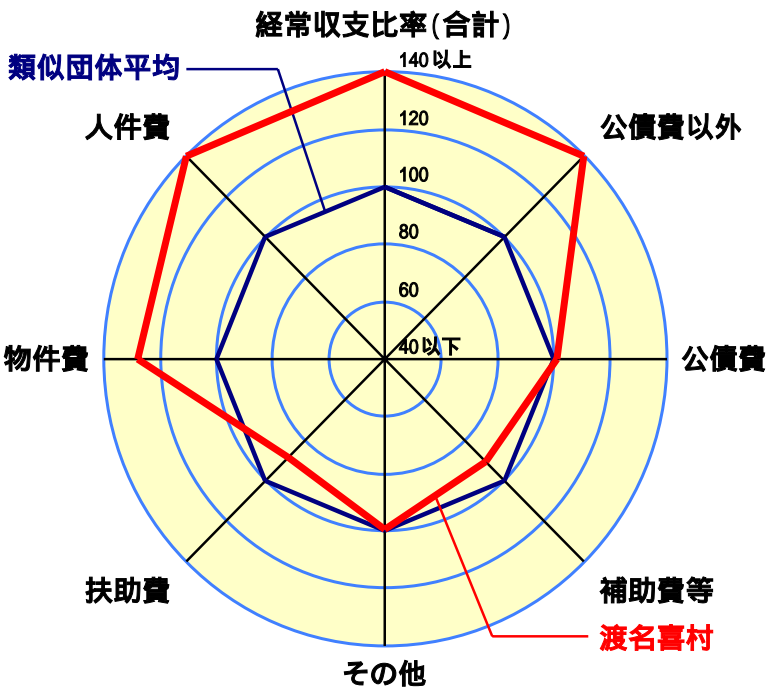 経常収支比率(合計)
類似団体平均
140以上
人件費
公債費以外
120
100
80
60
物件費
40以下
公債費
扶助費
補助費等
渡名喜村
その他